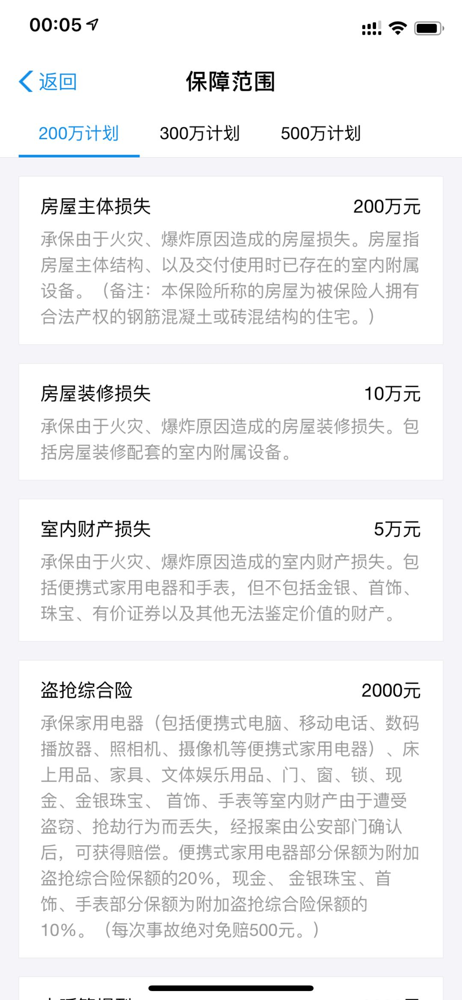 00:05
返回
保障范围
200万计划 300万计划 500万计划
房屋主体损失 200万元
承保由于火灾、爆炸原因造成的房屋损失。房屋指
房屋主体结构、以及交付使用时已存在的室内附属
设备。（备注：本保险所称的房屋为被保险人拥有
合法产权的钢筋混凝土或砖混结构的住宅。）
房屋装修损失 10万元
承保由于火灾、爆炸原因造成的房屋装修损失。包
括房屋装修配套的室内附属设备。
室内财产损失 5万元
承保由于火灾、爆炸原因造成的室内财产损失。包
括便携式家用电器和手表，但不包括金银、首饰、
珠宝、有价证券以及其他无法鉴定价值的财产。
盗抢综合险 2000元
承保家用电器（包括便携式电脑、移动电话、数码
播放器、照相机、摄像机等便携式家用电器）、床
上用品、家具、文体娱乐用品、门、窗、锁、现
金、金银珠宝、 首饰、手表等室内财产由于遭受
盗窃、抢劫行为而丢失，经报案由公安部门确认
后，可获得赔偿。便携式家用电器部分保额为附加
盗抢综合险保额的20%，现金、 金银珠宝、首
饰、手表部分保额为附加盗抢综合险保额的
10%。（每次事故绝对免赔500元。）